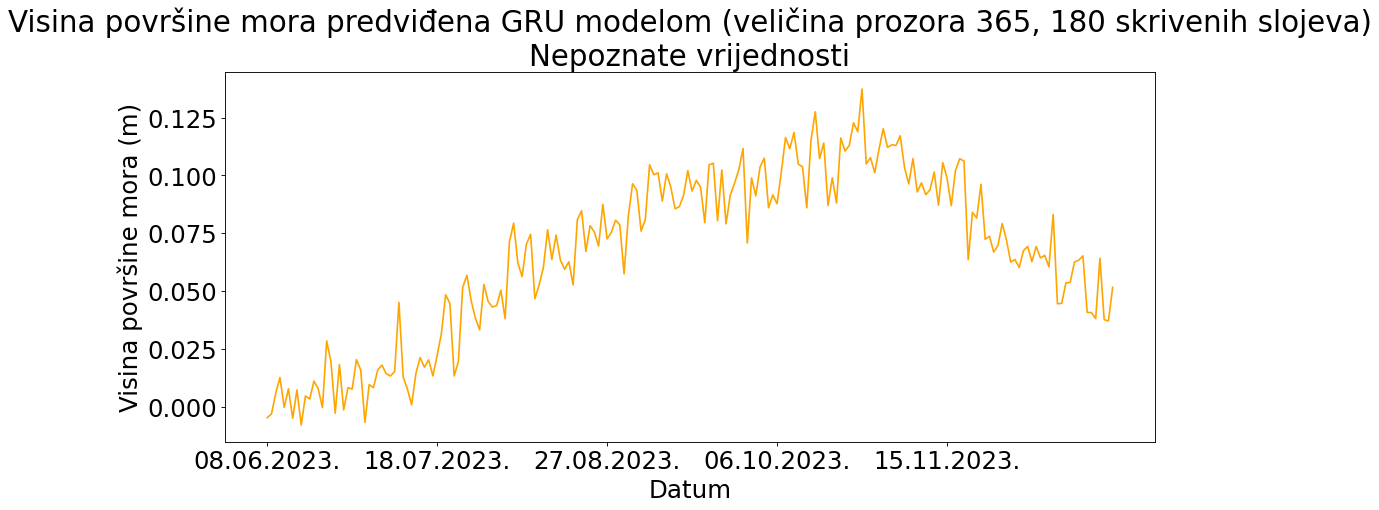 Visina površine mora predviđena GRU modelom (veličina prozora 365, 180 skrivenih slojeva)
Nepoznate vrijednosti
Visina površine mora (m)
0.125
0.100
0.075
0.050
0.025
0.000
08.06.2023. 18.07.2023. 27.08.2023. 06.10.2023. 15.11.2023.
Datum